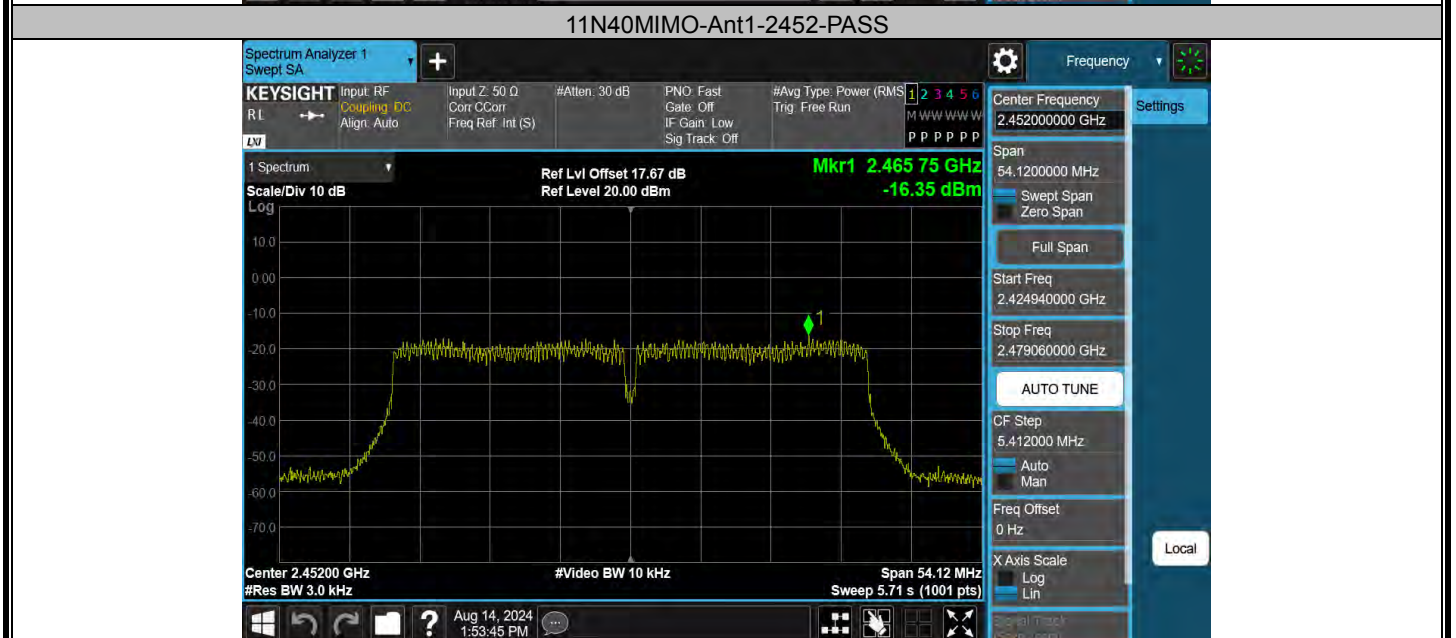 11N40MIMO-Ant1-2452-PASS
Spectrum Analyzer 1
Swept SA
Frequency
KEYSIGHT
RL
LXI
Input: RF
Coupling: DC
Align: Auto
Input Z: 50 Ω
Corr CCorr
Freq Ref: Int (S)
#Atten: 30 dB
PNO: Fast
Gate: Off
IF Gain: Low
Sig Track: Off
#Avg Type: Power (RMS
Trig: Free Run
1 2 3 4 5 6
M W W W W W
P P P P P P
Center Frequency
2.452000000 GHz
Settings
1 Spectrum
Scale/Div 10 dB
Ref Lvl Offset 17.67 dB
Ref Level 20.00 dBm
Mkr1 2.465 75 GHz
-16.35 dBm
Span
54.1200000 MHz
Swept Span
Zero Span
Full Span
Start Freq
2.424940000 GHz
Stop Freq
2.479060000 GHz
AUTO TUNE
CF Step
5.412000 MHz
Auto
Man
Freq Offset
0 Hz
X Axis Scale
Log
Lin
Local
Log
10.0
0.00
-10.0
-20.0
-30.0
-40.0
-50.0
-60.0
-70.0
1
Center 2.45200 GHz
#Res BW 3.0 kHz
#Video BW 10 kHz
Span 54.12 MHz
Sweep 5.71 s (1001 pts)
Aug 14, 2024
1:53:45 PM
Signal Track